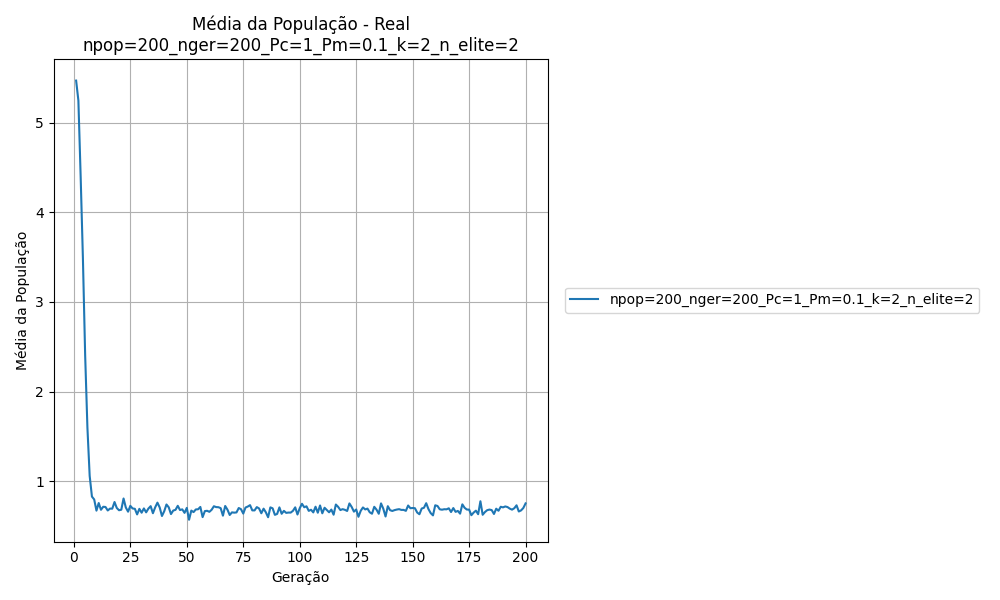 Média da População - Real
npop=200_nger=200_Pc=1_Pm=0.1_k=2_n_elite=2
Média da População
5
4
3
2
1
0 25 50 75 100 125 150 175 200
Geração
npop=200_nger=200_Pc=1_Pm=0.1_k=2_n_elite=2